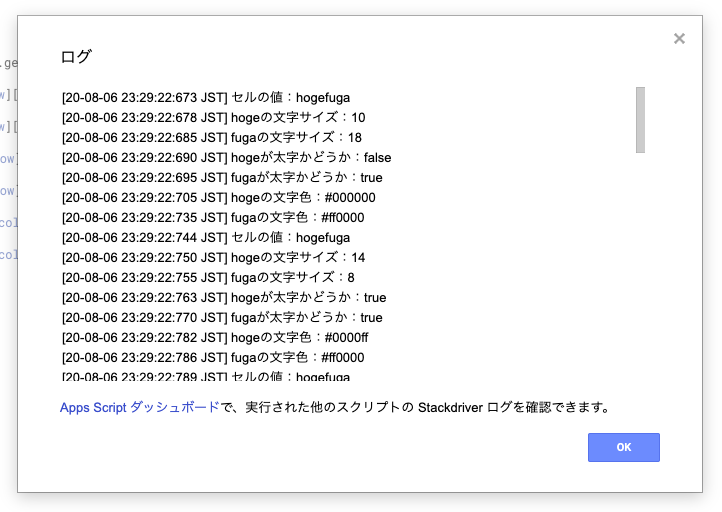 ログ
×
.ge
w][
w][
ow]
ow]
col
col
[20-08-06 23:29:22:673 JST] セルの値：hogefuga
[20-08-06 23:29:22:678 JST] hogeの文字サイズ：10
[20-08-06 23:29:22:685 JST] fugaの文字サイズ：18
[20-08-06 23:29:22:690 JST] hogeが太字かどうか：false
[20-08-06 23:29:22:695 JST] fugaが太字かどうか：true
[20-08-06 23:29:22:705 JST] hogeの文字色：#000000
[20-08-06 23:29:22:735 JST] fugaの文字色：#ff0000
[20-08-06 23:29:22:744 JST] セルの値：hogefuga
[20-08-06 23:29:22:750 JST] hogeの文字サイズ：14
[20-08-06 23:29:22:755 JST] fugaの文字サイズ：8
[20-08-06 23:29:22:763 JST] hogeが太字かどうか：true
[20-08-06 23:29:22:770 JST] fugaが太字かどうか：true
[20-08-06 23:29:22:782 JST] hogeの文字色：#0000ff
[20-08-06 23:29:22:786 JST] fugaの文字色：#ff0000
[20-08-06 23:29:22:789 JST] セルの値：hogefuga
Apps Script ダッシュボードで、実行された他のスクリプトの Stackdriver ログを確認できます。
OK